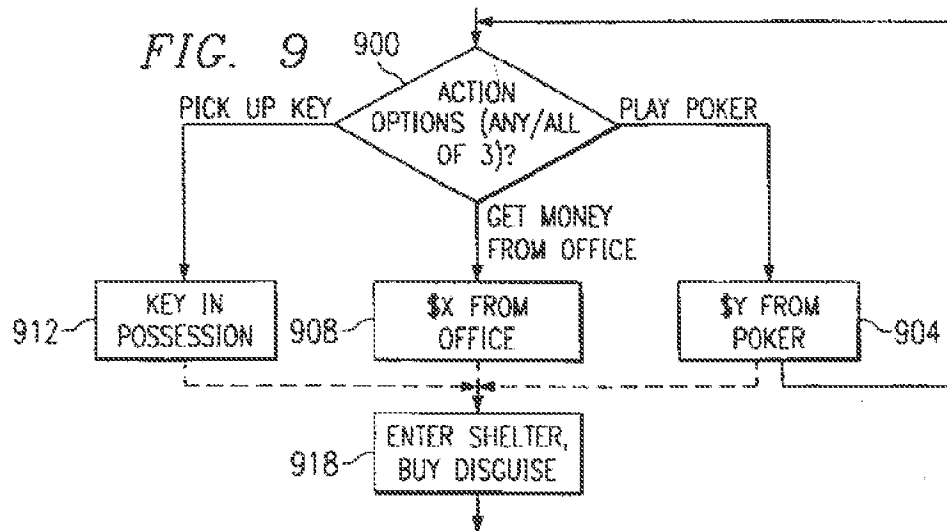 FIG. 9
900
ACTION
OPTIONS (ANY/ALL
OF 3)?
PICK UP KEY
PLAY POKER
GET MONEY
FROM OFFICE
912
KEY IN
POSSESSION
908
$X FROM
OFFICE
$Y FROM
POKER
904
918
ENTER SHELTER,
BUY DISGUISE